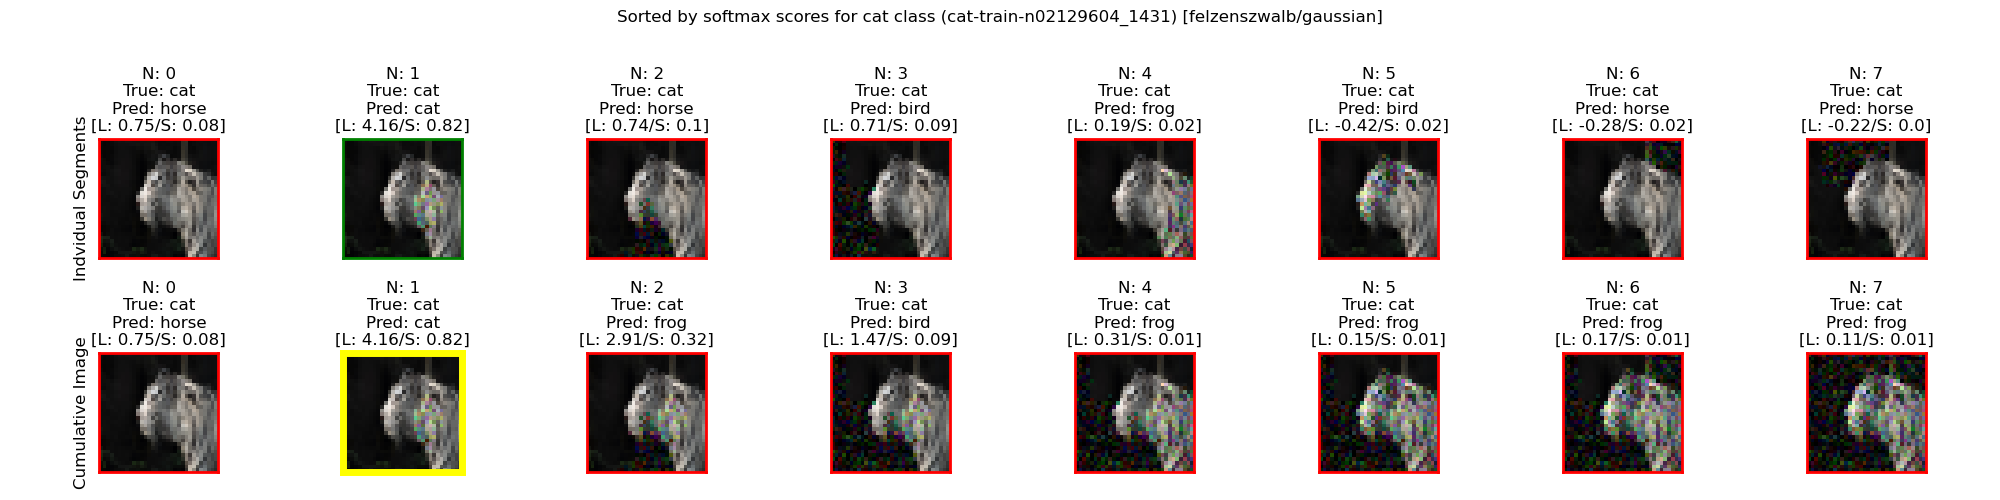 Sorted by softmax scores for cat class (cat-train-n02129604_1431) [felzenszwalb/gaussian]
Indvidual Segments
N: 0
True: cat
Pred: horse
[L: 0.75/S: 0.08]
N: 1
True: cat
Pred: cat
[L: 4.16/S: 0.82]
N: 2
True: cat
Pred: horse
[L: 0.74/S: 0.1]
N: 3
True: cat
Pred: bird
[L: 0.71/S: 0.09]
N: 4
True: cat
Pred: frog
[L: 0.19/S: 0.02]
N: 5
True: cat
Pred: bird
[L: -0.42/S: 0.02]
N: 6
True: cat
Pred: horse
[L: -0.28/S: 0.02]
N: 7
True: cat
Pred: horse
[L: -0.22/S: 0.0]
Cumulative Image
N: 0
True: cat
Pred: horse
[L: 0.75/S: 0.08]
N: 1
True: cat
Pred: cat
[L: 4.16/S: 0.82]
N: 2
True: cat
Pred: frog
[L: 2.91/S: 0.32]
N: 3
True: cat
Pred: bird
[L: 1.47/S: 0.09]
N: 4
True: cat
Pred: frog
[L: 0.31/S: 0.01]
N: 5
True: cat
Pred: frog
[L: 0.15/S: 0.01]
N: 6
True: cat
Pred: frog
[L: 0.17/S: 0.01]
N: 7
True: cat
Pred: frog
[L: 0.11/S: 0.01]